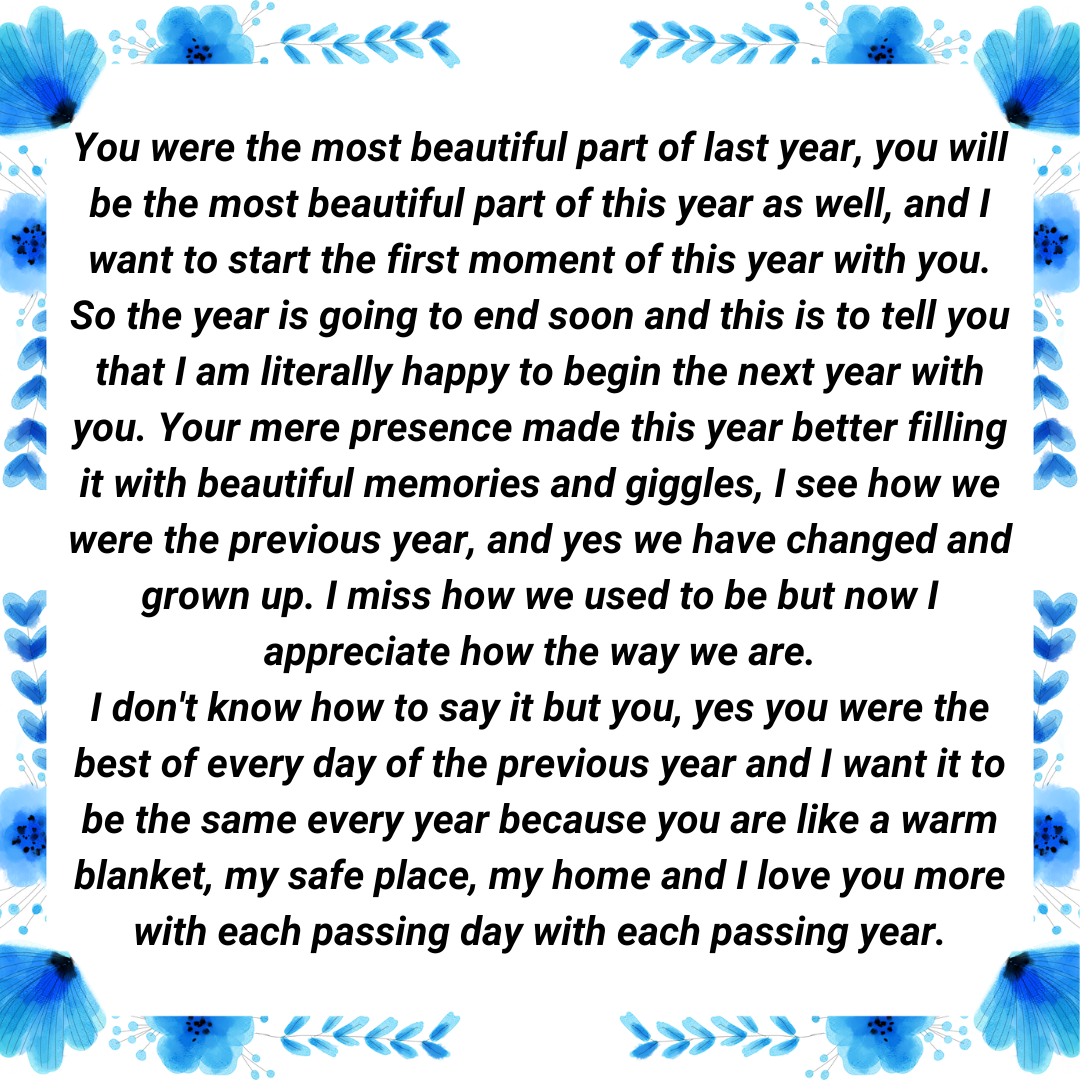 You were the most beautiful part of last year, you will
be the most beautiful part of this year as well, and I
want to start the first moment of this year with you.
So the year is going to end soon and this is to tell you
that I am literally happy to begin the next year with
you. Your mere presence made this year better filling
it with beautiful memories and giggles, I see how we
were the previous year, and yes we have changed and
grown up. I miss how we used to be but now I
appreciate how the way we are.
I don't know how to say it but you, yes you were the
best of every day of the previous year and I want it to
be the same every year because you are like a warm
blanket, my safe place, my home and I love you more
with each passing day with each passing year.